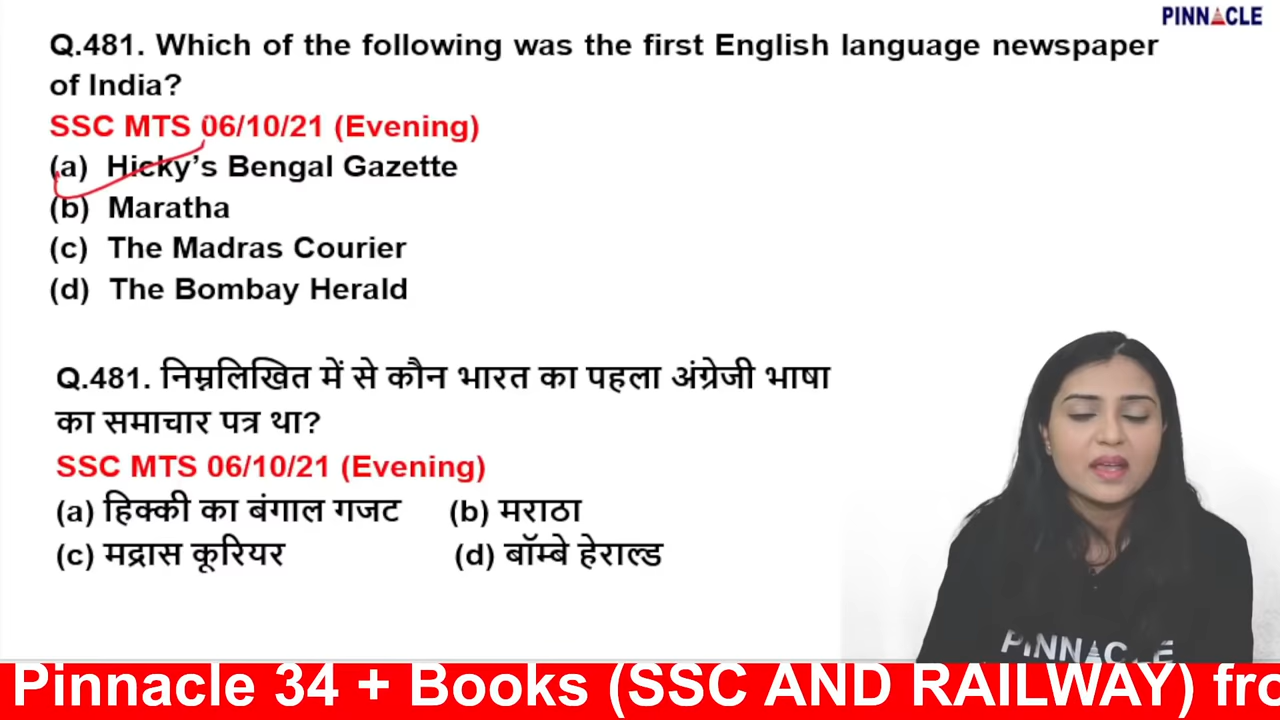 PINNACLE
Q.481. Which of the following was the first English language newspaper
of India?
SSC MTS 06/10/21 (Evening)
(a) Hicky’s Bengal Gazette
(b) Maratha
(c) The Madras Courier
(d) The Bombay Herald
Q.481. निम्नलिखित में से कौन भारत का पहला अंग्रेजी भाषा
का समाचार पत्र था?
SSC MTS 06/10/21 (Evening)
(a) हिक्की का बंगाल गजट (b) मराठा
(c) मद्रास कूरियर (d) बॉम्बे हेराल्ड
PINNACLE
Pinnacle 34 + Books (SSC AND RAILWAY) fro